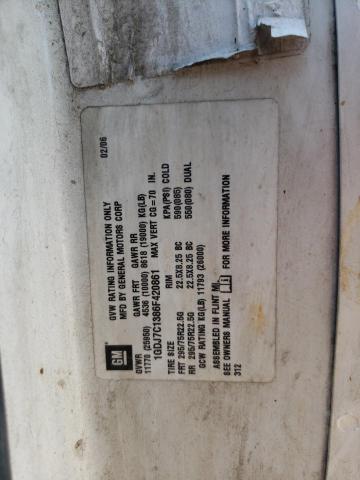 GVW RATING INFORMATION ONLY 02/06
MFD BY GENERAL MOTORS CORP
GM
GVWR GAWR FRT GAWR RR
11770 (25950) 4536 (10000) 8618 (19000) KG(LB)
1GDJ7C1386F420861 MAX VERT CG=70 IN.
TIRE SIZE RIM KPA(PSI) COLD
FRT 295/75R22.5G 22.5X8.25 BC 590(085)
RR 295/75R22.5G 22.5X8.25 BC 550(080) DUAL
GCW RATING KG(LB) 11793 (26000)
ASSEMBLED IN FLINT MI.
SEE OWNERS MANUAL FOR MORE INFORMATION
312